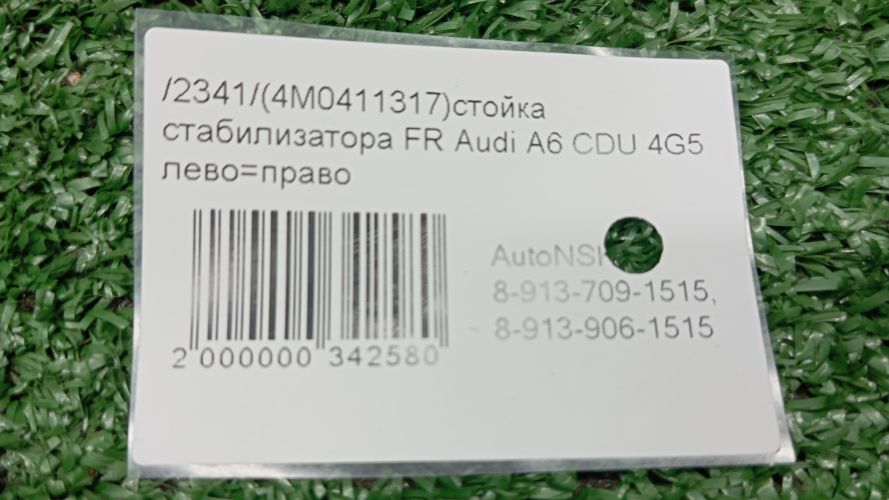 /2341/(4M0411317)стойка
стабилизатора FR Audi A6 CDU 4G5
лево=право
2 000000 342580
8-913-709-1515,
8-913-906-1515